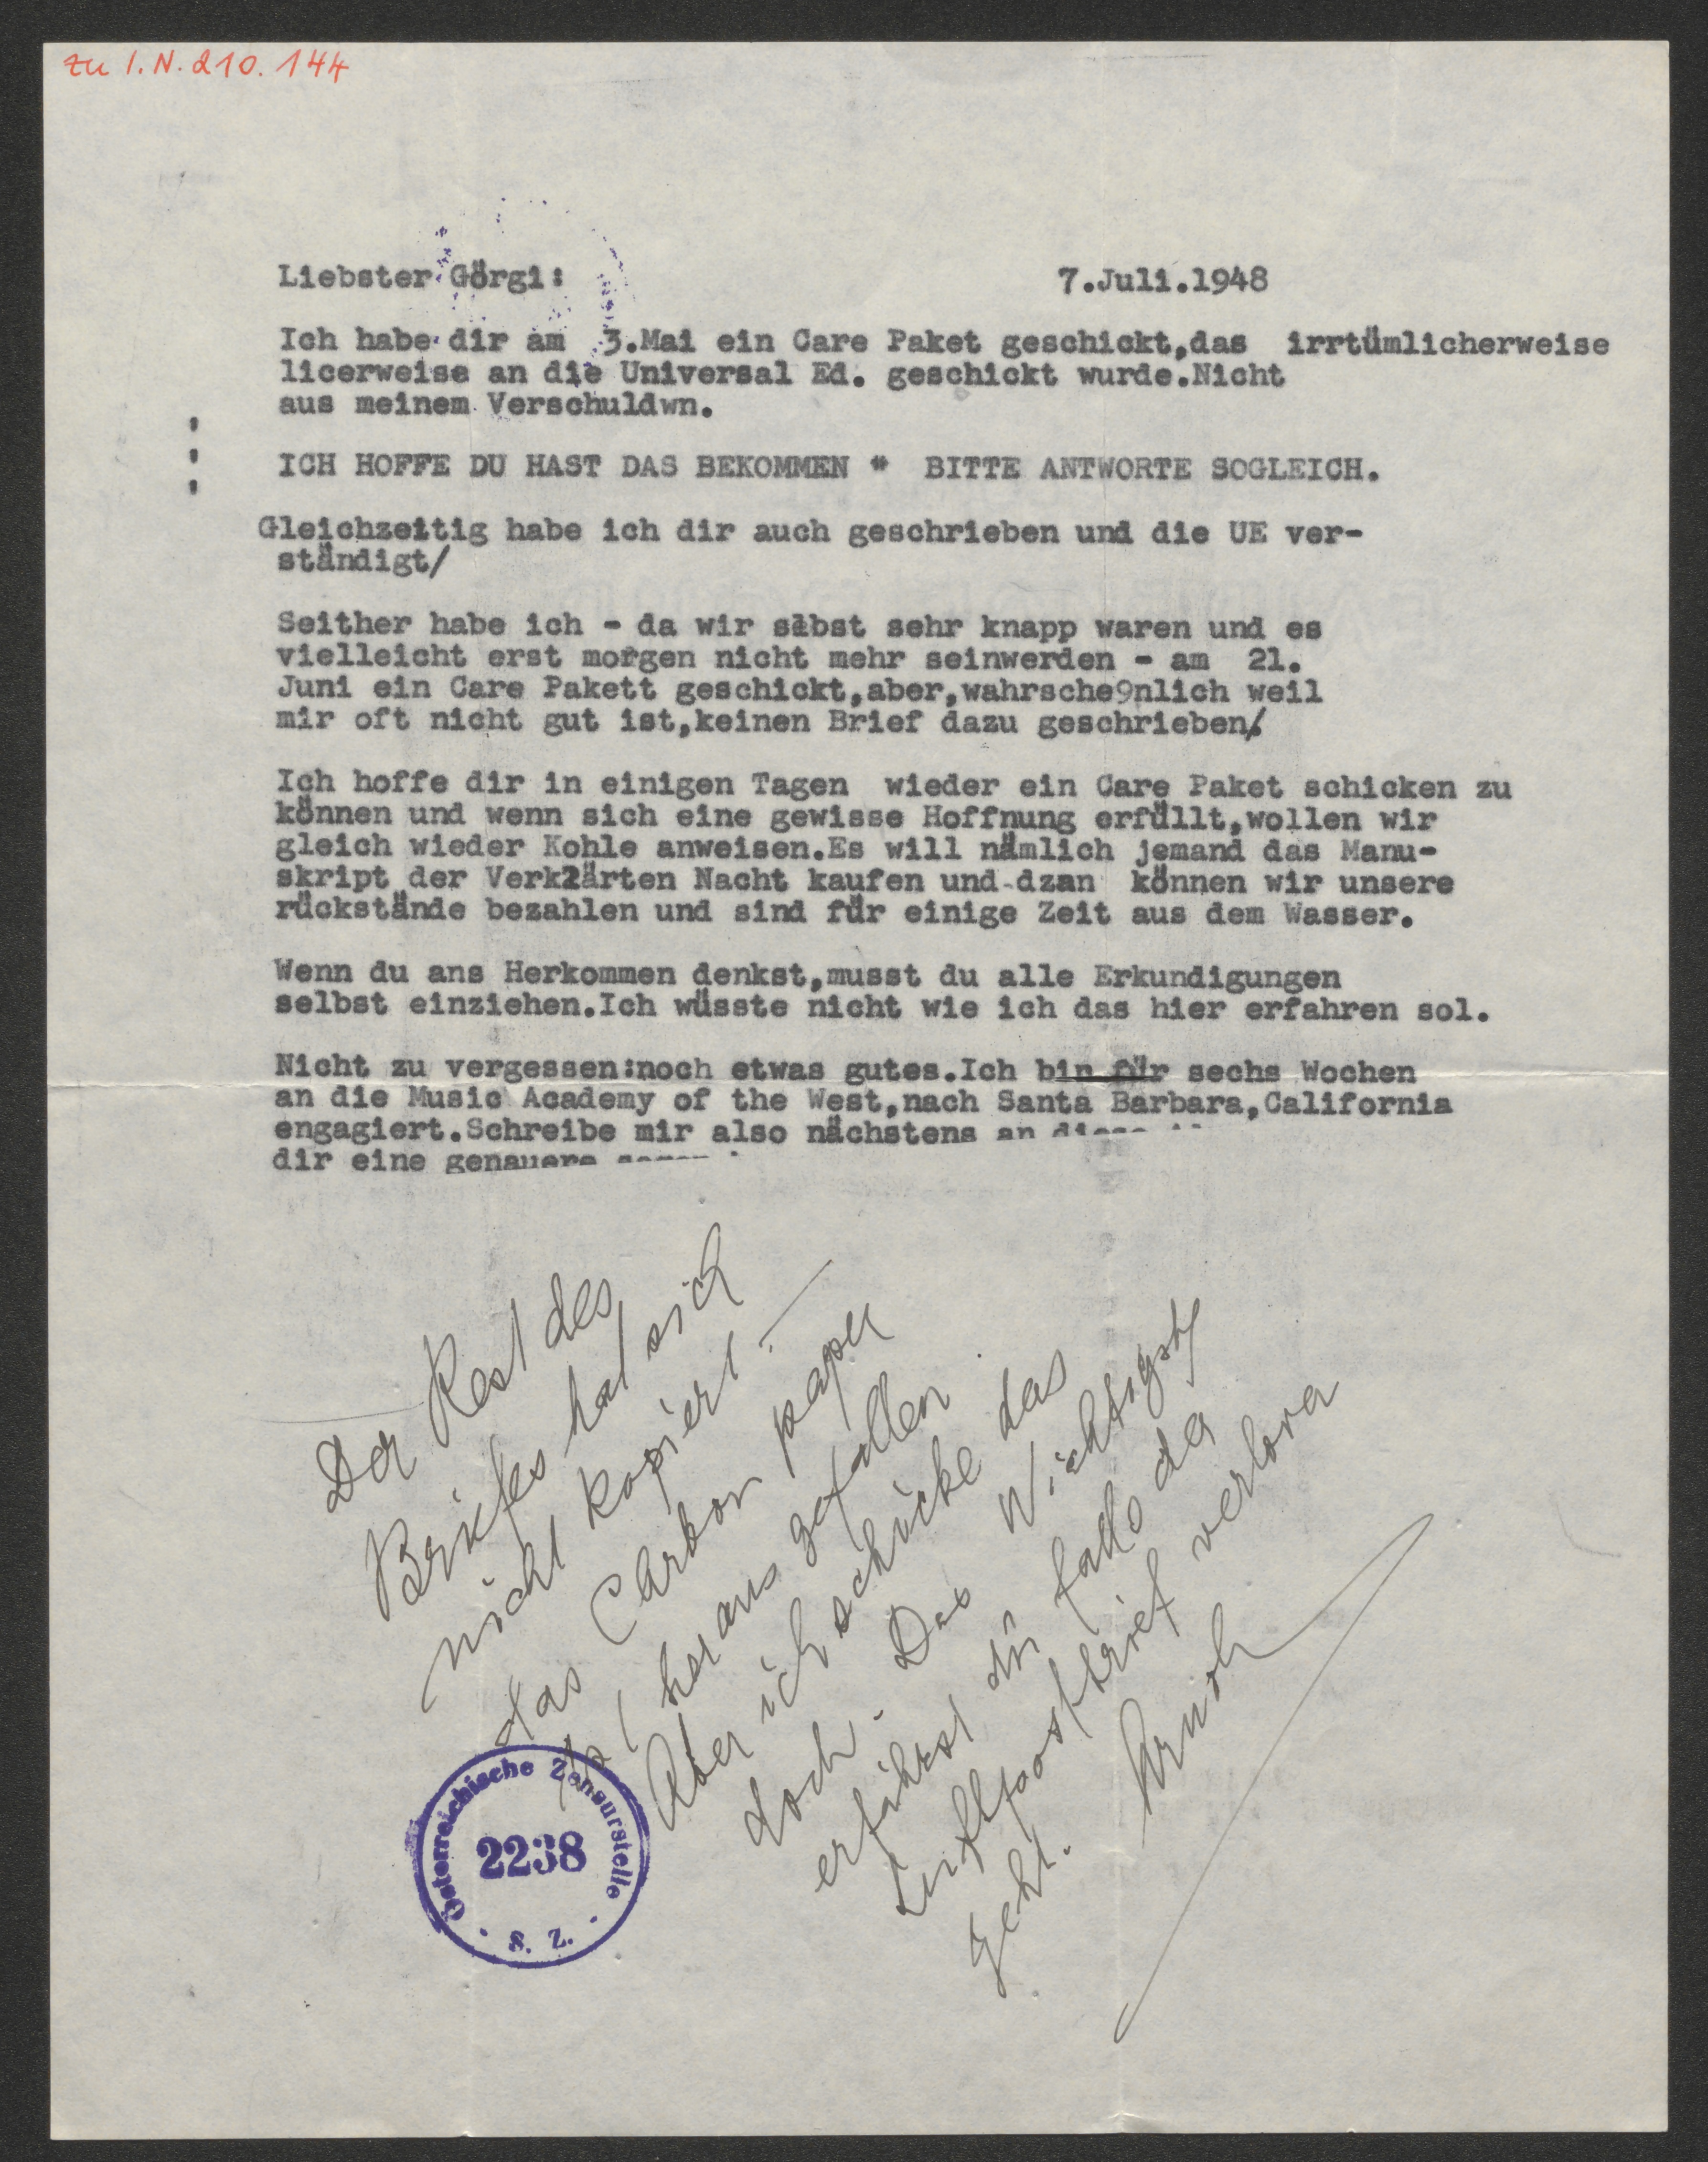 zu I.N. 210.144
Liebster Görgi: 7.Juli.1948
Ich habe dir am 3.Mai ein Care Paket geschickt,das irrtümlicherweise
licerweise an die Universal Ed. geschickt wurde.Nicht
aus meinem Verschuldwn.
ICH HOFFE DU HAST DAS BEKOMMEN * BITTE ANTWORTE SOGLEICH.
Gleichzeitig habe ich dir auch geschrieben und die UE ver-
ständigt/
Seither habe ich - da wir slbst sehr knapp waren und es
vielleicht erst morgen nicht mehr seinwerden - am 21.
Juni ein Care Pakett geschickt,aber,wahrsche9nlich weil
mir oft nicht gut ist,keinen Brief dazu geschrieben.
Ich hoffe dir in einigen Tagen wieder ein Care Paket schicken zu
können und wenn sich eine gewisse Hoffnung erfüllt,wollen wir
gleich wieder Kohle anweisen.Es will nämlich jemand das Manu-
skript der Verklärten Nacht kaufen und dzan können wir unsere
rückstände bezahlen und sind für einige Zeit aus dem Wasser.
Wenn du ans Herkommen denkst,musst du alle Erkundigungen
selbst einziehen.Ich wüsste nicht wie ich das hier erfahren sol.
Nicht zu vergessen:noch etwas gutes.Ich bin für sechs Wochen
an die Music Academy of the West,nach Santa Barbara,California
engagiert.Schreibe mir also nächstens an
dir eine genauere
Der Rest des
Briefes hat sich
nicht kopiert –
das Carbon paper
ist herausgefallen.
Aber ich schicke das
doch. Das Wichtigste
erfährst du falls der
Luftpostbrief verloren
geht. Arnold
Österreichische Zensurstelle
2238
S. Z.